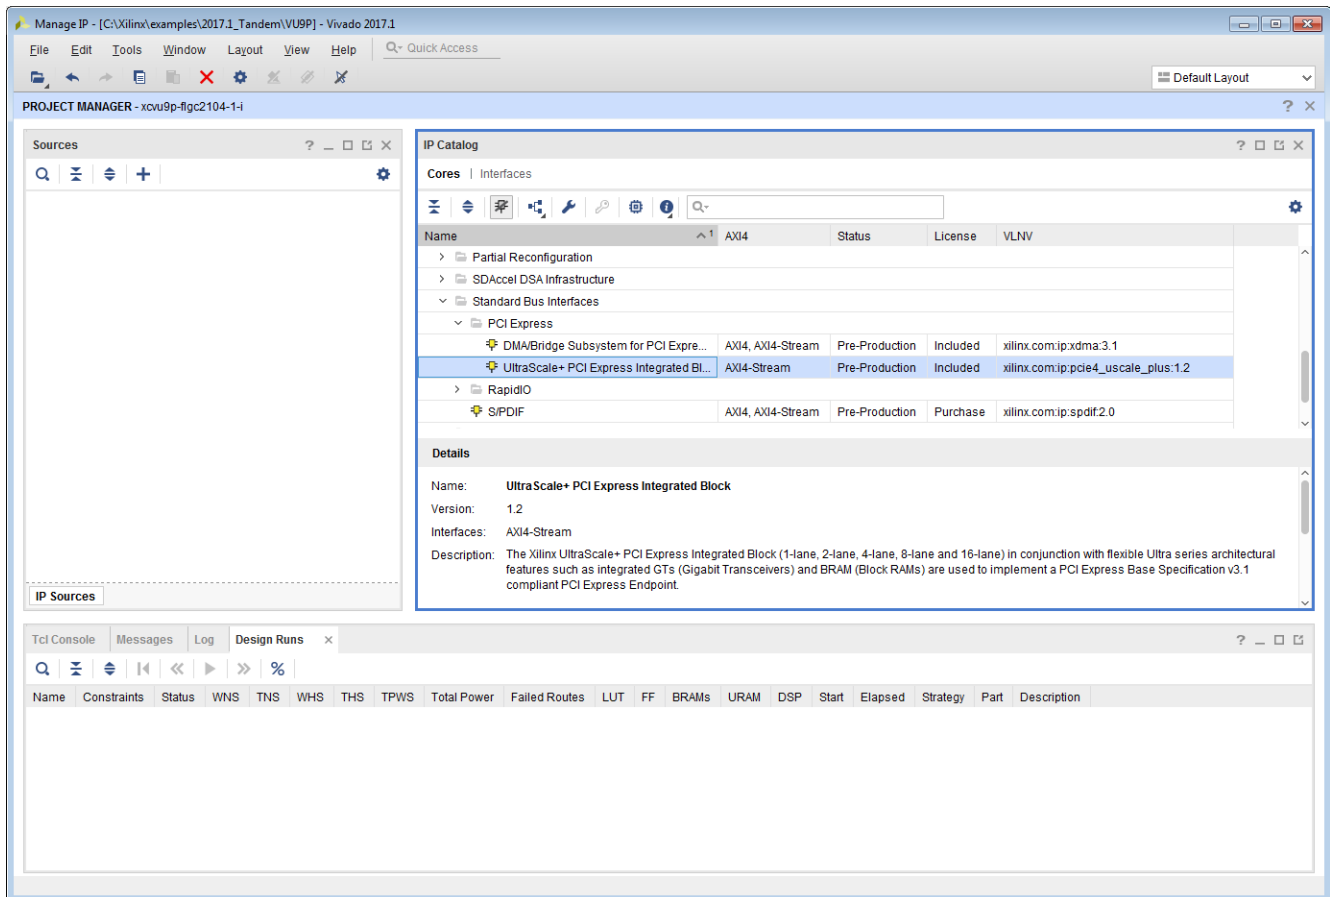 Manage IP - [C:\Xilinx\examples\2017.1_Tandem\VU9P] - Vivado 2017.1
File Edit Tools Window Layout View Help Quick Access
Default Layout
PROJECT MANAGER - xcvu9p-flgc2104-1-i
Sources
IP Catalog
Cores | Interfaces
Name 1 AXI4 Status License VLNV
Partial Reconfiguration
SDAccel DSA Infrastructure
Standard Bus Interfaces
PCI Express
DMA/Bridge Subsystem for PCI Expre... AXI4, AXI4-Stream Pre-Production Included xilinx.com:ip:xdma:3.1
UltraScale+ PCI Express Integrated Bl... AXI4-Stream Pre-Production Included xilinx.com:ip:pcie4_uscale_plus:1.2
RapidIO
S/PDIF AXI4, AXI4-Stream Pre-Production Purchase xilinx.com:ip:spdif:2.0
Details
Name: UltraScale+ PCI Express Integrated Block
Version: 1.2
Interfaces: AXI4-Stream
Description: The Xilinx UltraScale+ PCI Express Integrated Block (1-lane, 2-lane, 4-lane, 8-lane and 16-lane) in conjunction with flexible Ultra series architectural
features such as integrated GTs (Gigabit Transceivers) and BRAM (Block RAMs) are used to implement a PCI Express Base Specification v3.1
compliant PCI Express Endpoint.
IP Sources
Tcl Console Messages Log Design Runs
Name Constraints Status WNS TNS WHS THS TPWS Total Power Failed Routes LUT FF BRAMs URAM DSP Start Elapsed Strategy Part Description